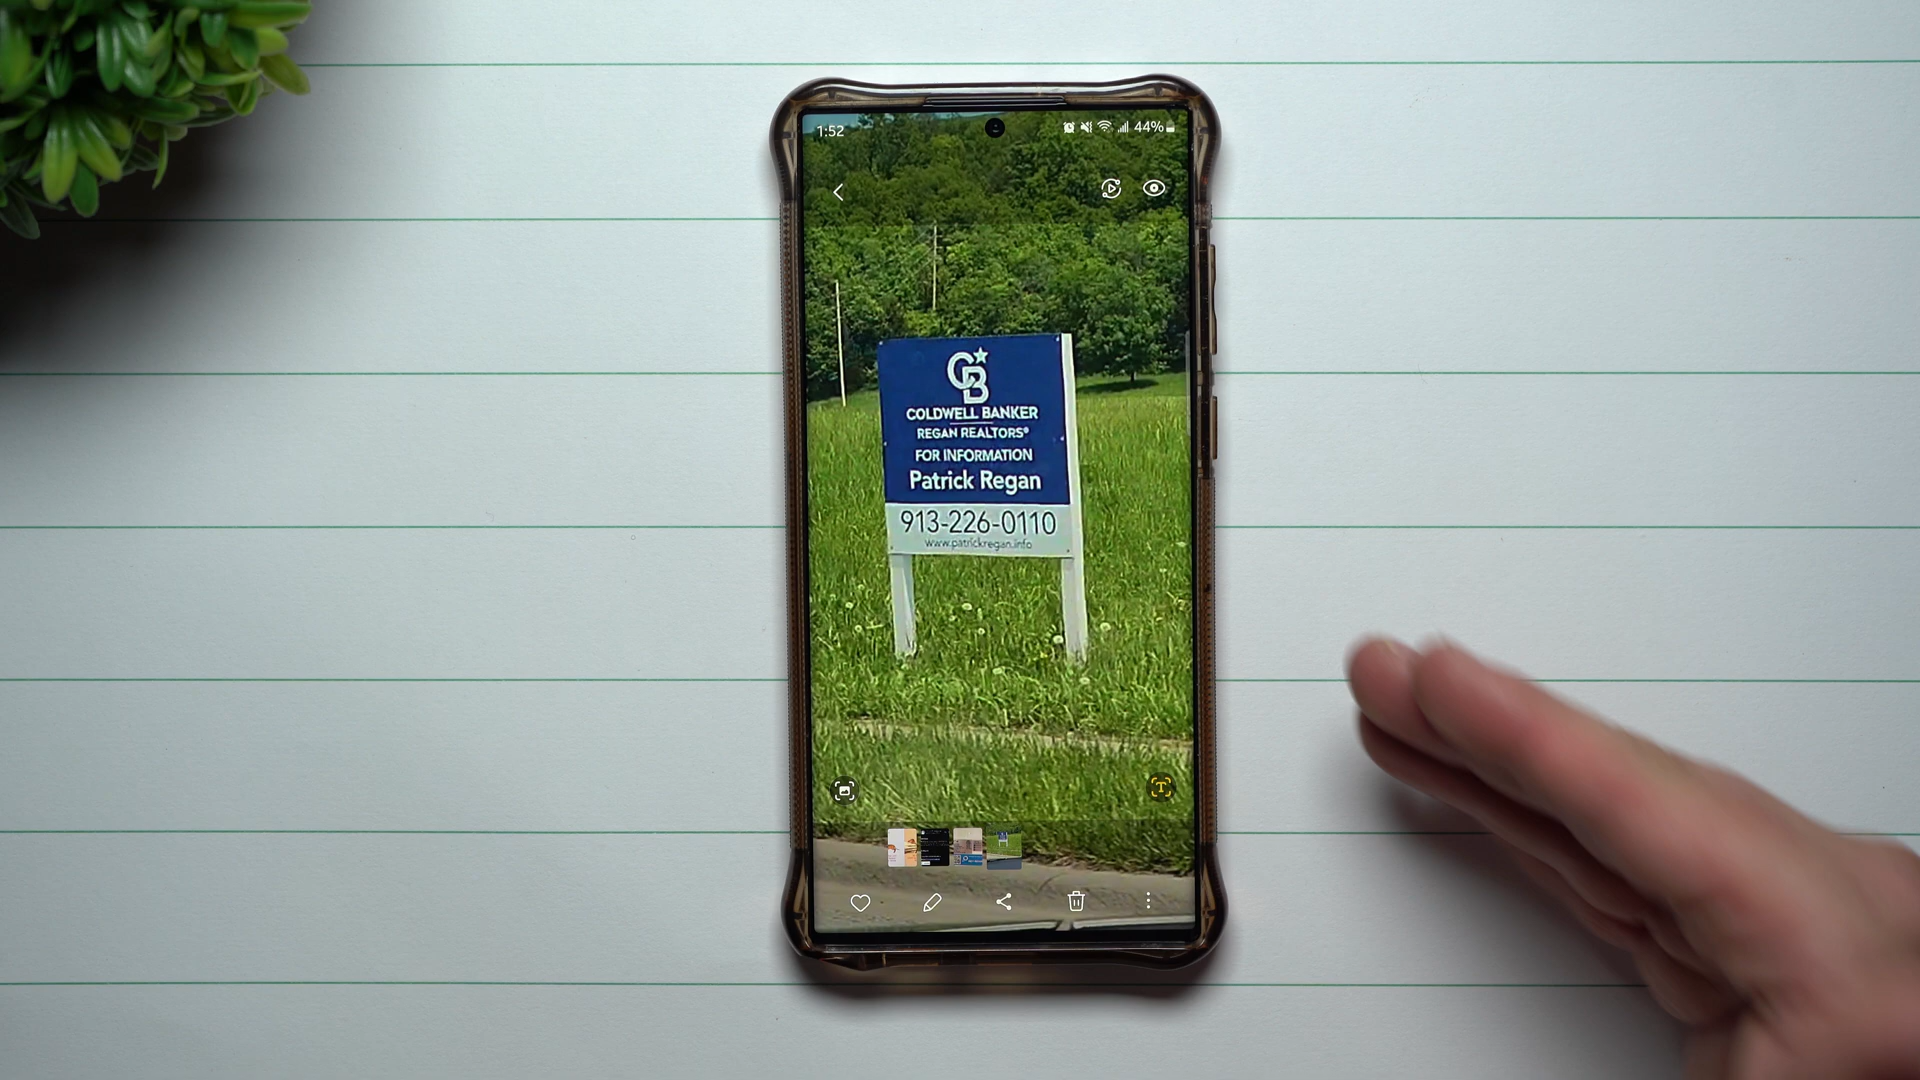 1:52
44%
CB
COLDWELL BANKER
REGAN REALTORS®
FOR INFORMATION
Patrick Regan
913-226-0110
www.patrickregan.info
T